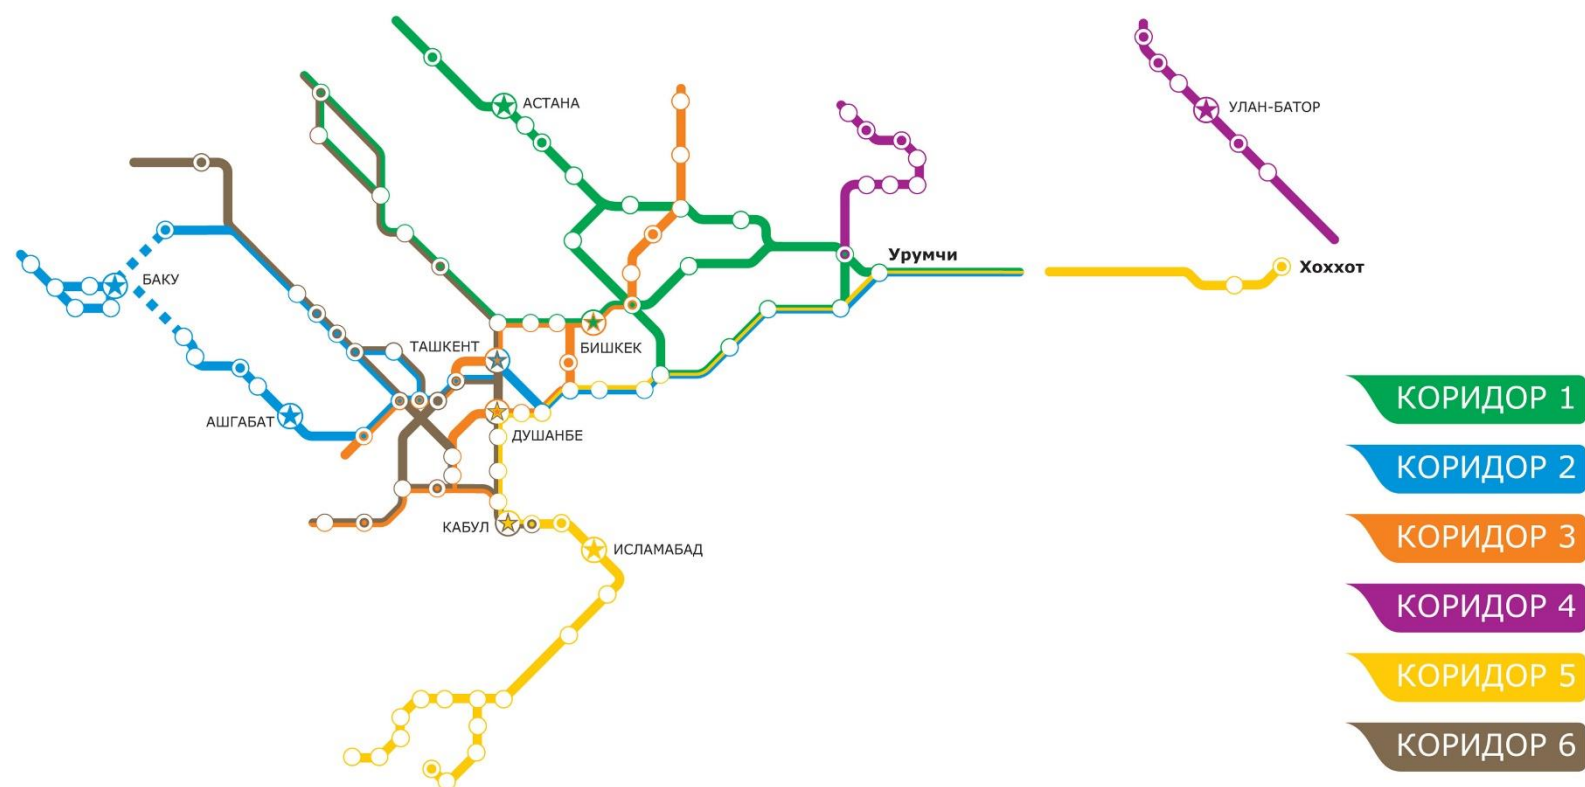 АСТАНА
УЛАН-БАТОР
Урумчи
Хоххот
БАКУ
ТАШКЕНТ
БИШКЕК
АШГАБАТ
ДУШАНБЕ
КАБУЛ
ИСЛАМАБАД
КОРИДОР 1
КОРИДОР 2
КОРИДОР 3
КОРИДОР 4
КОРИДОР 5
КОРИДОР 6